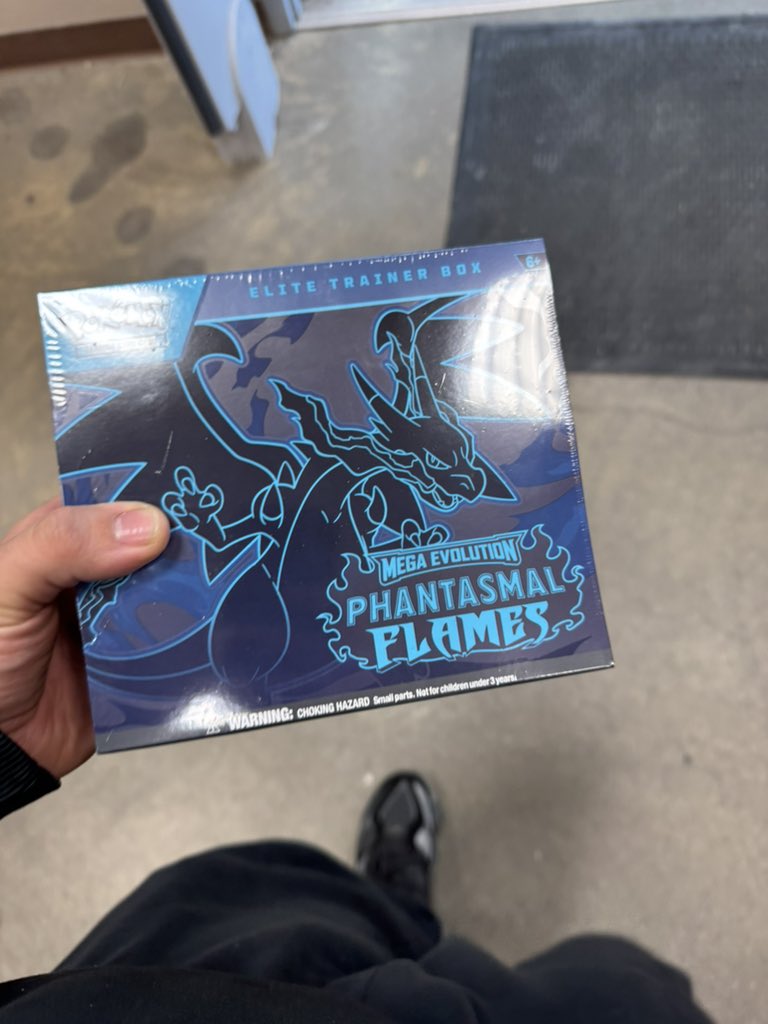 ELITE TRAINER BOX
6+
POKÉMON
MEGA EVOLUTION
PHANTASMAL
FLAMES
WARNING: CHOKING HAZARD Small parts. Not for children under 3 years.